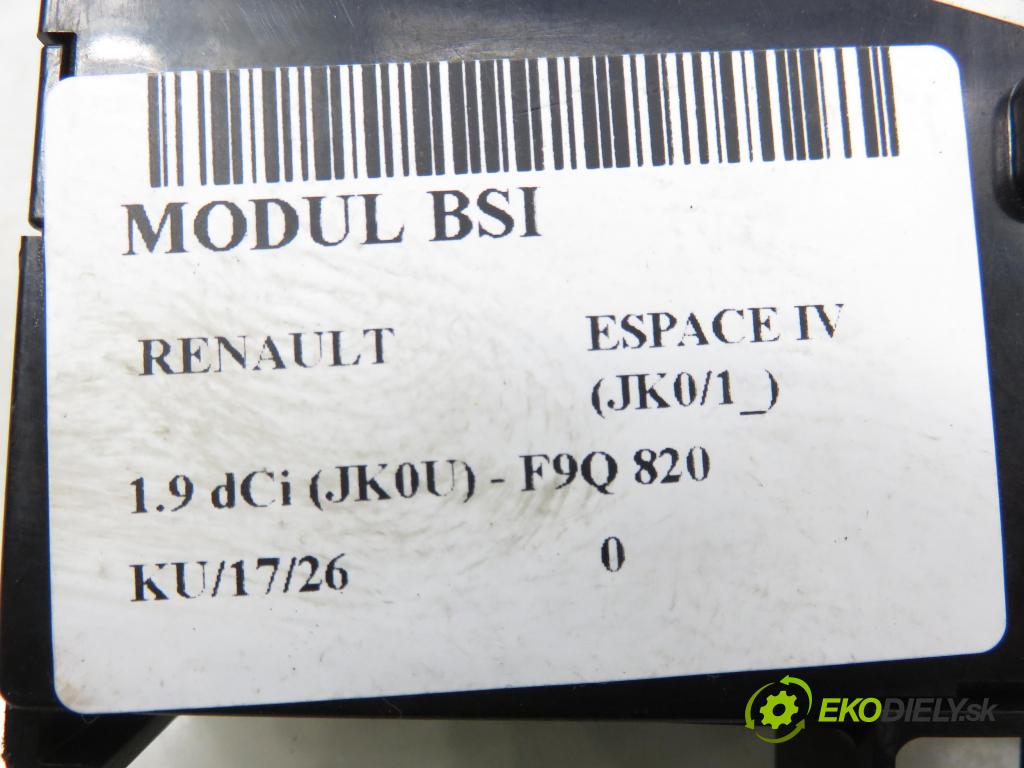 MODUL BSI
RENAULT ESPACE IV
(JK0/1_)
1.9 dCi (JK0U) - F9Q 820
KU/17/26 0
EKODIELY.sk